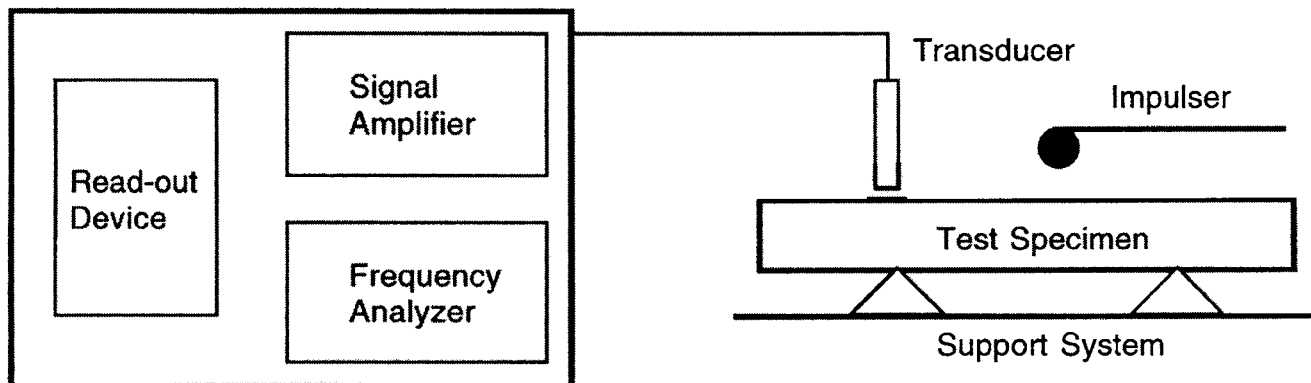 Read-out
Device
Signal
Amplifier
Frequency
Analyzer
Transducer
Impulser
Test Specimen
Support System